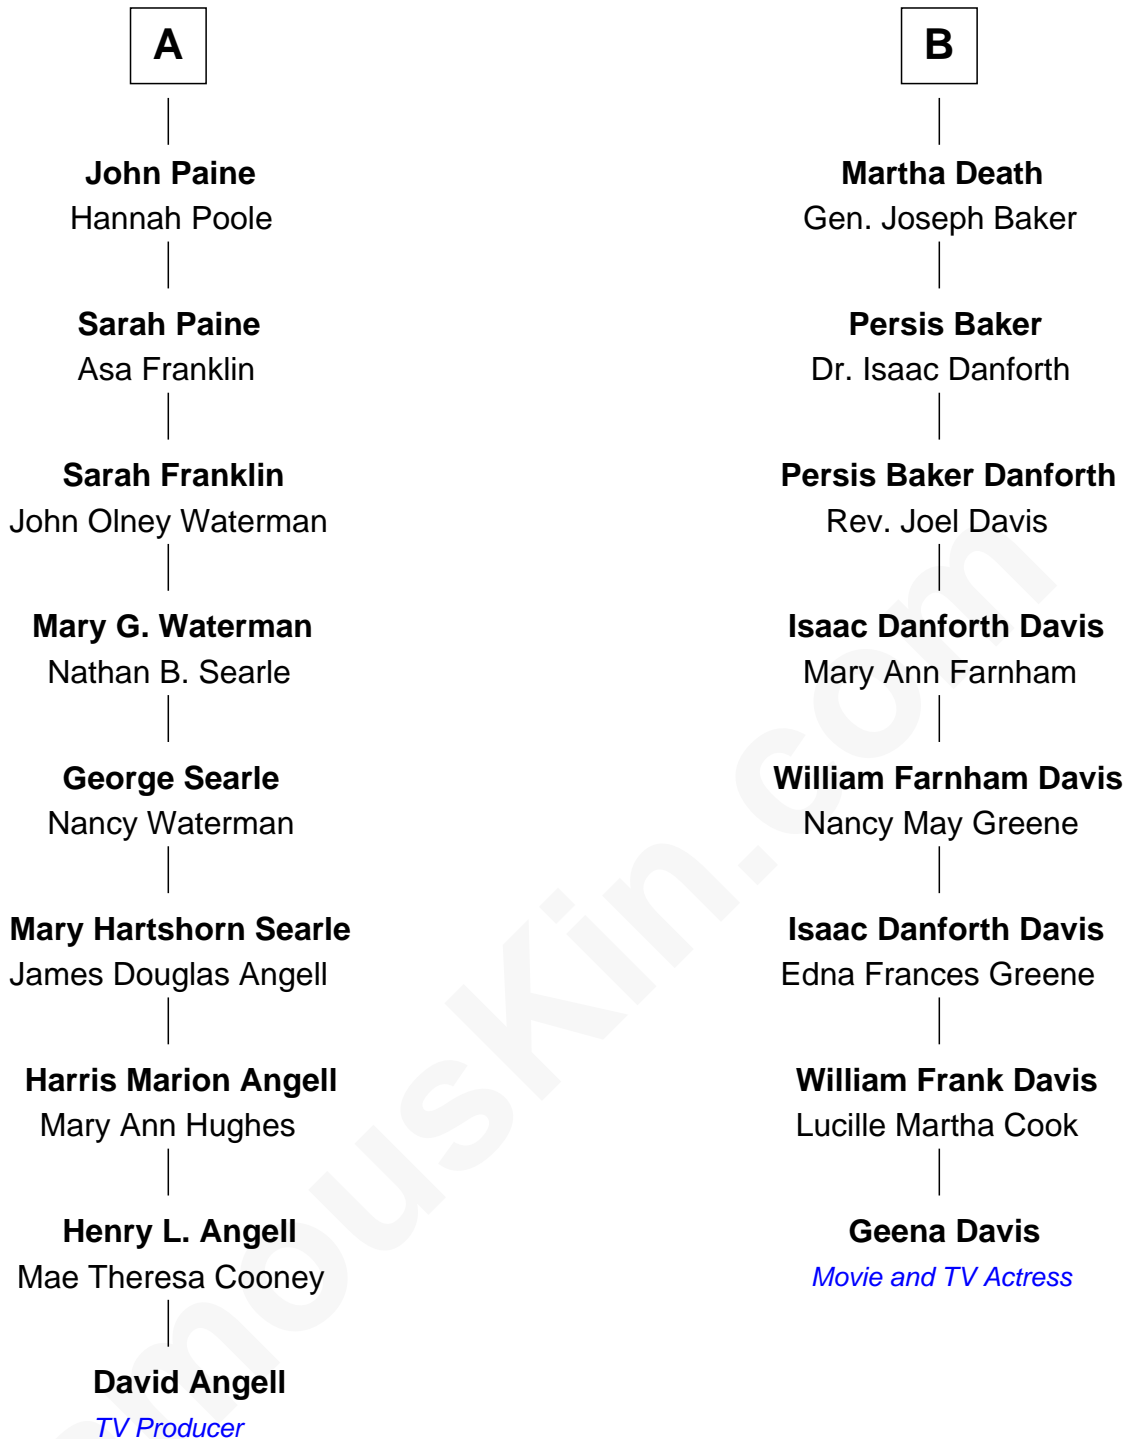 A
John Paine
Hannah Poole
Sarah Paine
Asa Franklin
Sarah Franklin
John Olney Waterman
Mary G. Waterman
Nathan B. Searle
George Searle
Nancy Waterman
Mary Hartshorn Searle
James Douglas Angell
Harris Marion Angell
Mary Ann Hughes
Henry L. Angell
Mae Theresa Cooney
David Angell
TV Producer
B
Martha Death
Gen. Joseph Baker
Persis Baker
Dr. Isaac Danforth
Persis Baker Danforth
Rev. Joel Davis
Isaac Danforth Davis
Mary Ann Farnham
William Farnham Davis
Nancy May Greene
Isaac Danforth Davis
Edna Frances Greene
William Frank Davis
Lucille Martha Cook
Geena Davis
Movie and TV Actress
mousKin.com